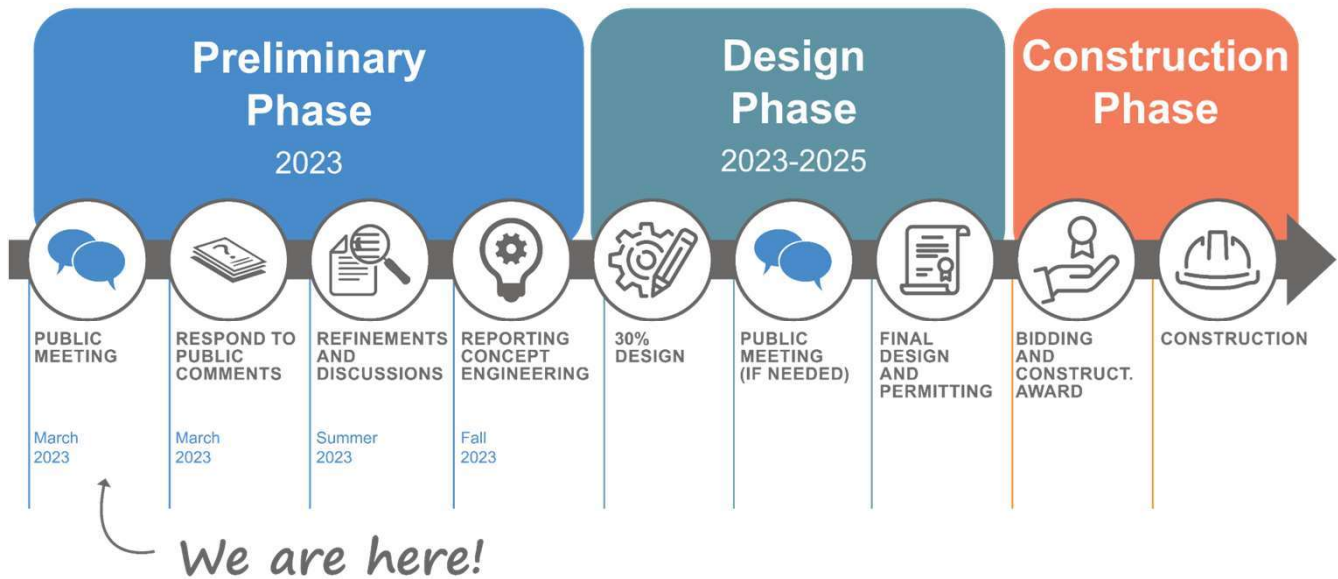 Preliminary
Phase
2023
Design
Phase
2023-2025
Construction
Phase
?
PUBLIC
MEETING
March
2023
RESPOND TO
PUBLIC
COMMENTS
March
2023
REFINEMENTS
AND
DISCUSSIONS
Summer
2023
REPORTING
CONCEPT
ENGINEERING
Fall
2023
30%
DESIGN
PUBLIC
MEETING
(IF NEEDED)
FINAL
DESIGN
AND
PERMITTING
BIDDING
AND
CONSTRUCT.
AWARD
CONSTRUCTION
We are here!